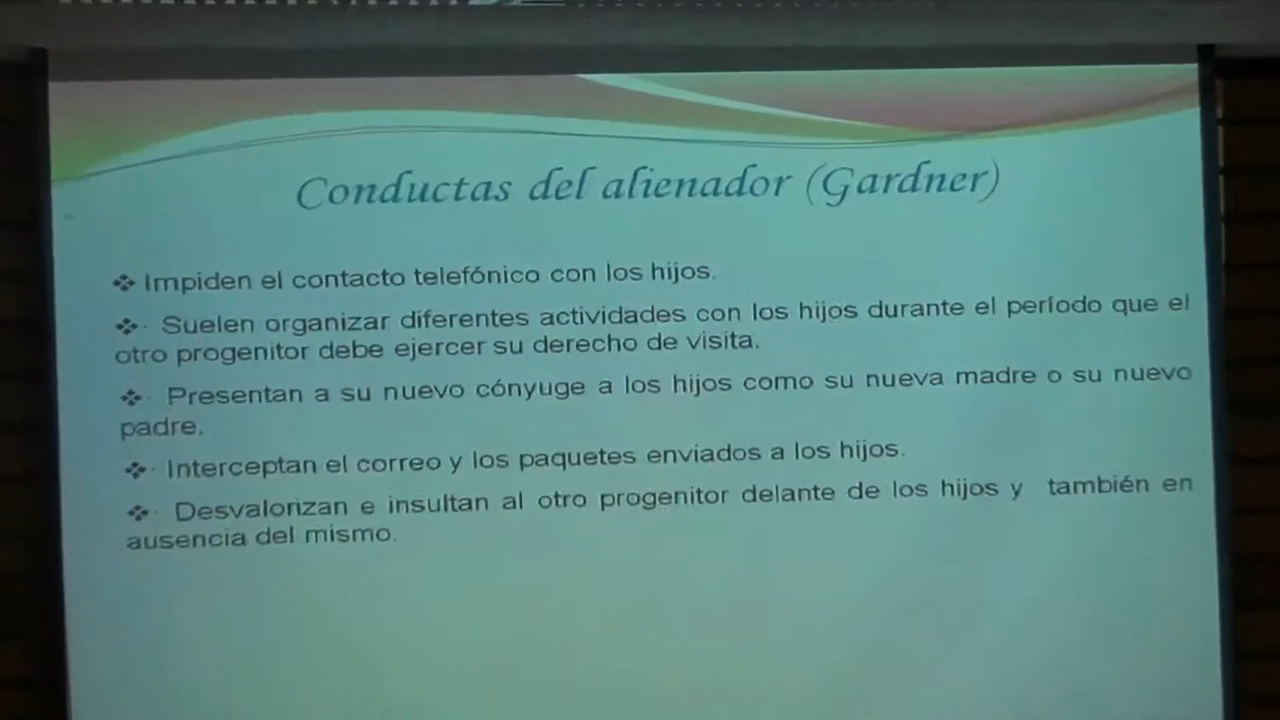 Conductas del alienador (Gardner)
❖ Impiden el contacto telefónico con los hijos.
❖· Suelen organizar diferentes actividades con los hijos durante el período que el
otro progenitor debe ejercer su derecho de visita.
❖· Presentan a su nuevo cónyuge a los hijos como su nueva madre o su nuevo
padre.
❖· Interceptan el correo y los paquetes enviados a los hijos.
❖· Desvalorizan e insultan al otro progenitor delante de los hijos y también en
ausencia del mismo.